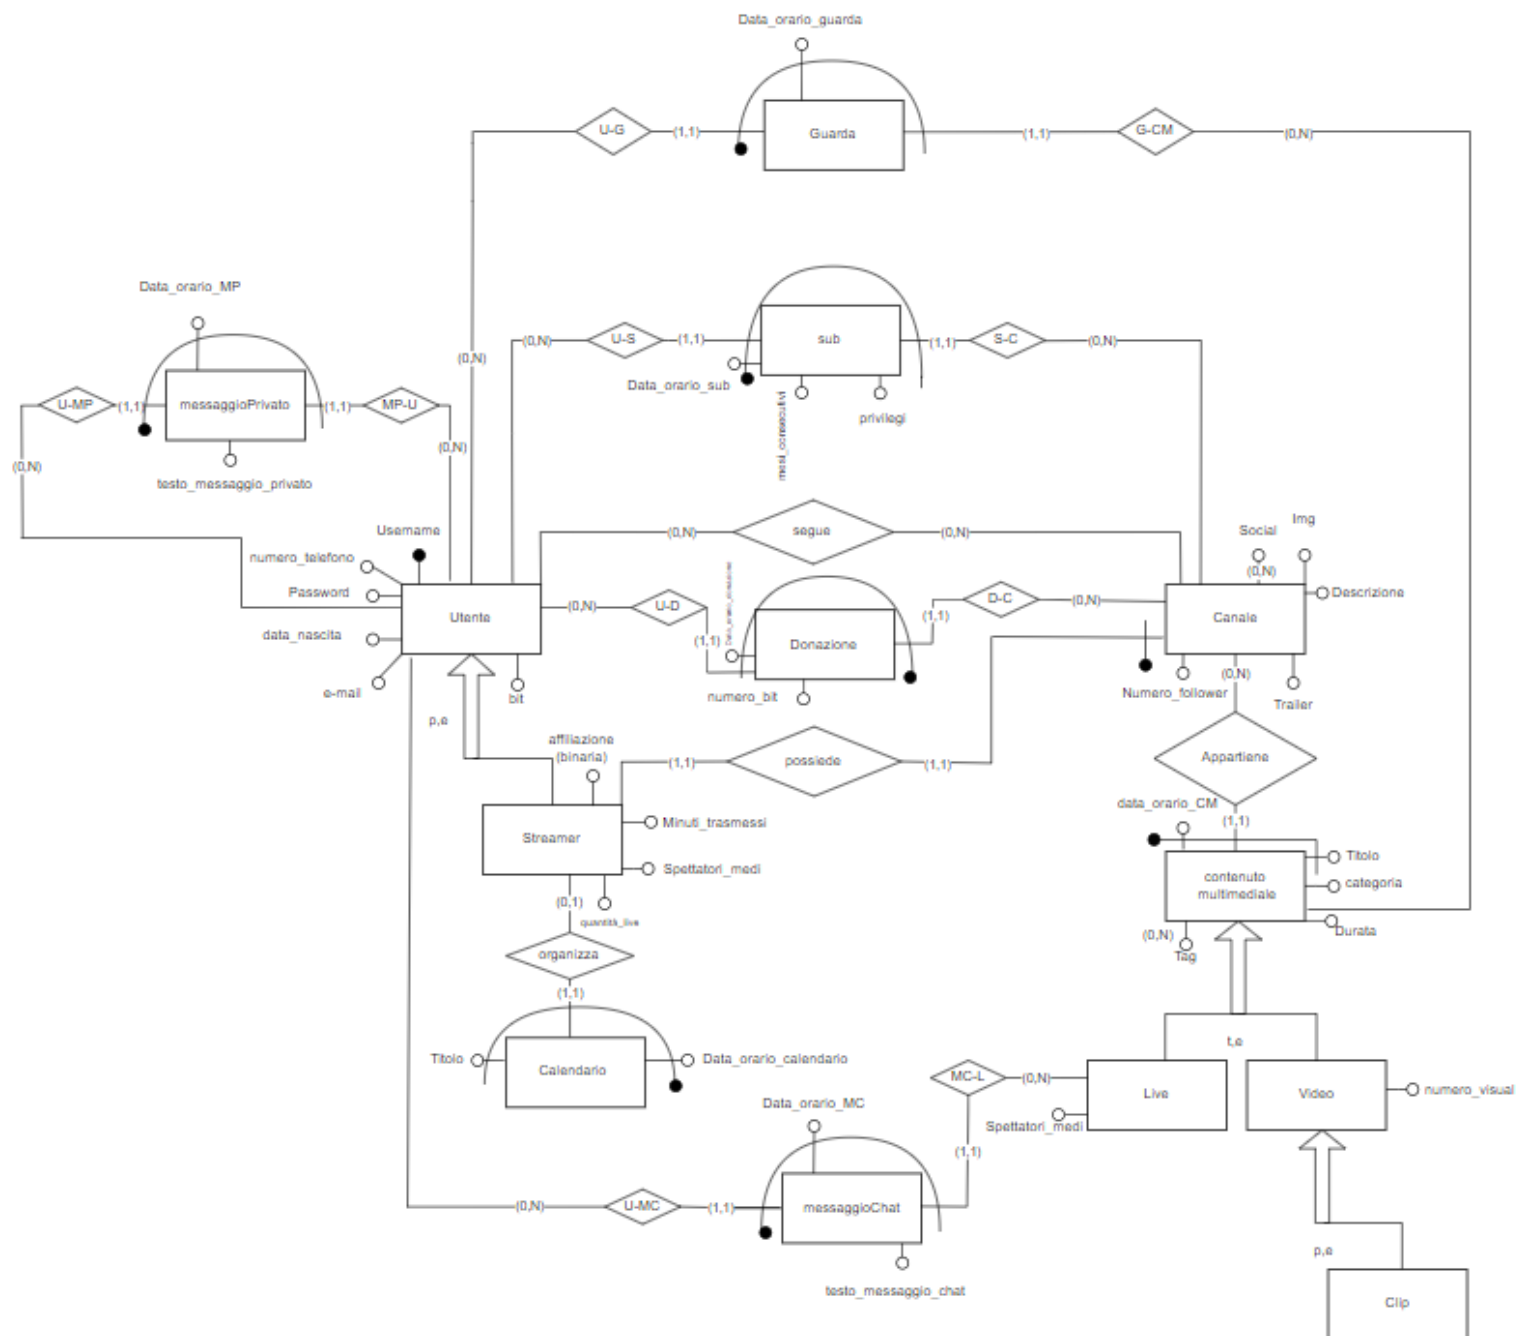 Data_orario_guarda
U-G
(1,1)
Guarda
(1,1)
G-CM
(0,N)
Data_orario_MP
(0,N)
(0,N)
U-S
(1,1)
sub
(1,1)
S-C
(0,N)
Data_orario_sub
privilegi
U-MP
(1,1)
messaggioPrivato
(1,1)
MP-U
(0,N)
(0,N)
testo_messaggio_privato
Username
numero_telefono
Password
data_nascita
e-mail
Utente
bit
(0,N)
segue
(0,N)
Social
(0,N)
Img
Descrizione
Canale
Numero_follower
(0,N)
Trailer
(0,N)
U-D
(1,1)
Data_orario_donazione
Donazione
numero_bit
(1,1)
D-C
(0,N)
p,e
affiliazione
(binaria)
(1,1)
possiede
(1,1)
Appartiene
Streamer
Minuti_trasmessi
Spettatori_medi
quantità_live
(0,1)
organizza
(1,1)
data_orario_CM
(1,1)
contenuto
multimediale
Titolo
categoria
Durata
(0,N)
Tag
Titolo
Calendario
Data_orario_calendario
t,e
MC-L
(0,N)
Live
Spettatori_medi
Video
numero_visual
(1,1)
Data_orario_MC
(0,N)
U-MC
(1,1)
messaggioChat
testo_messaggio_chat
p,e
Clip